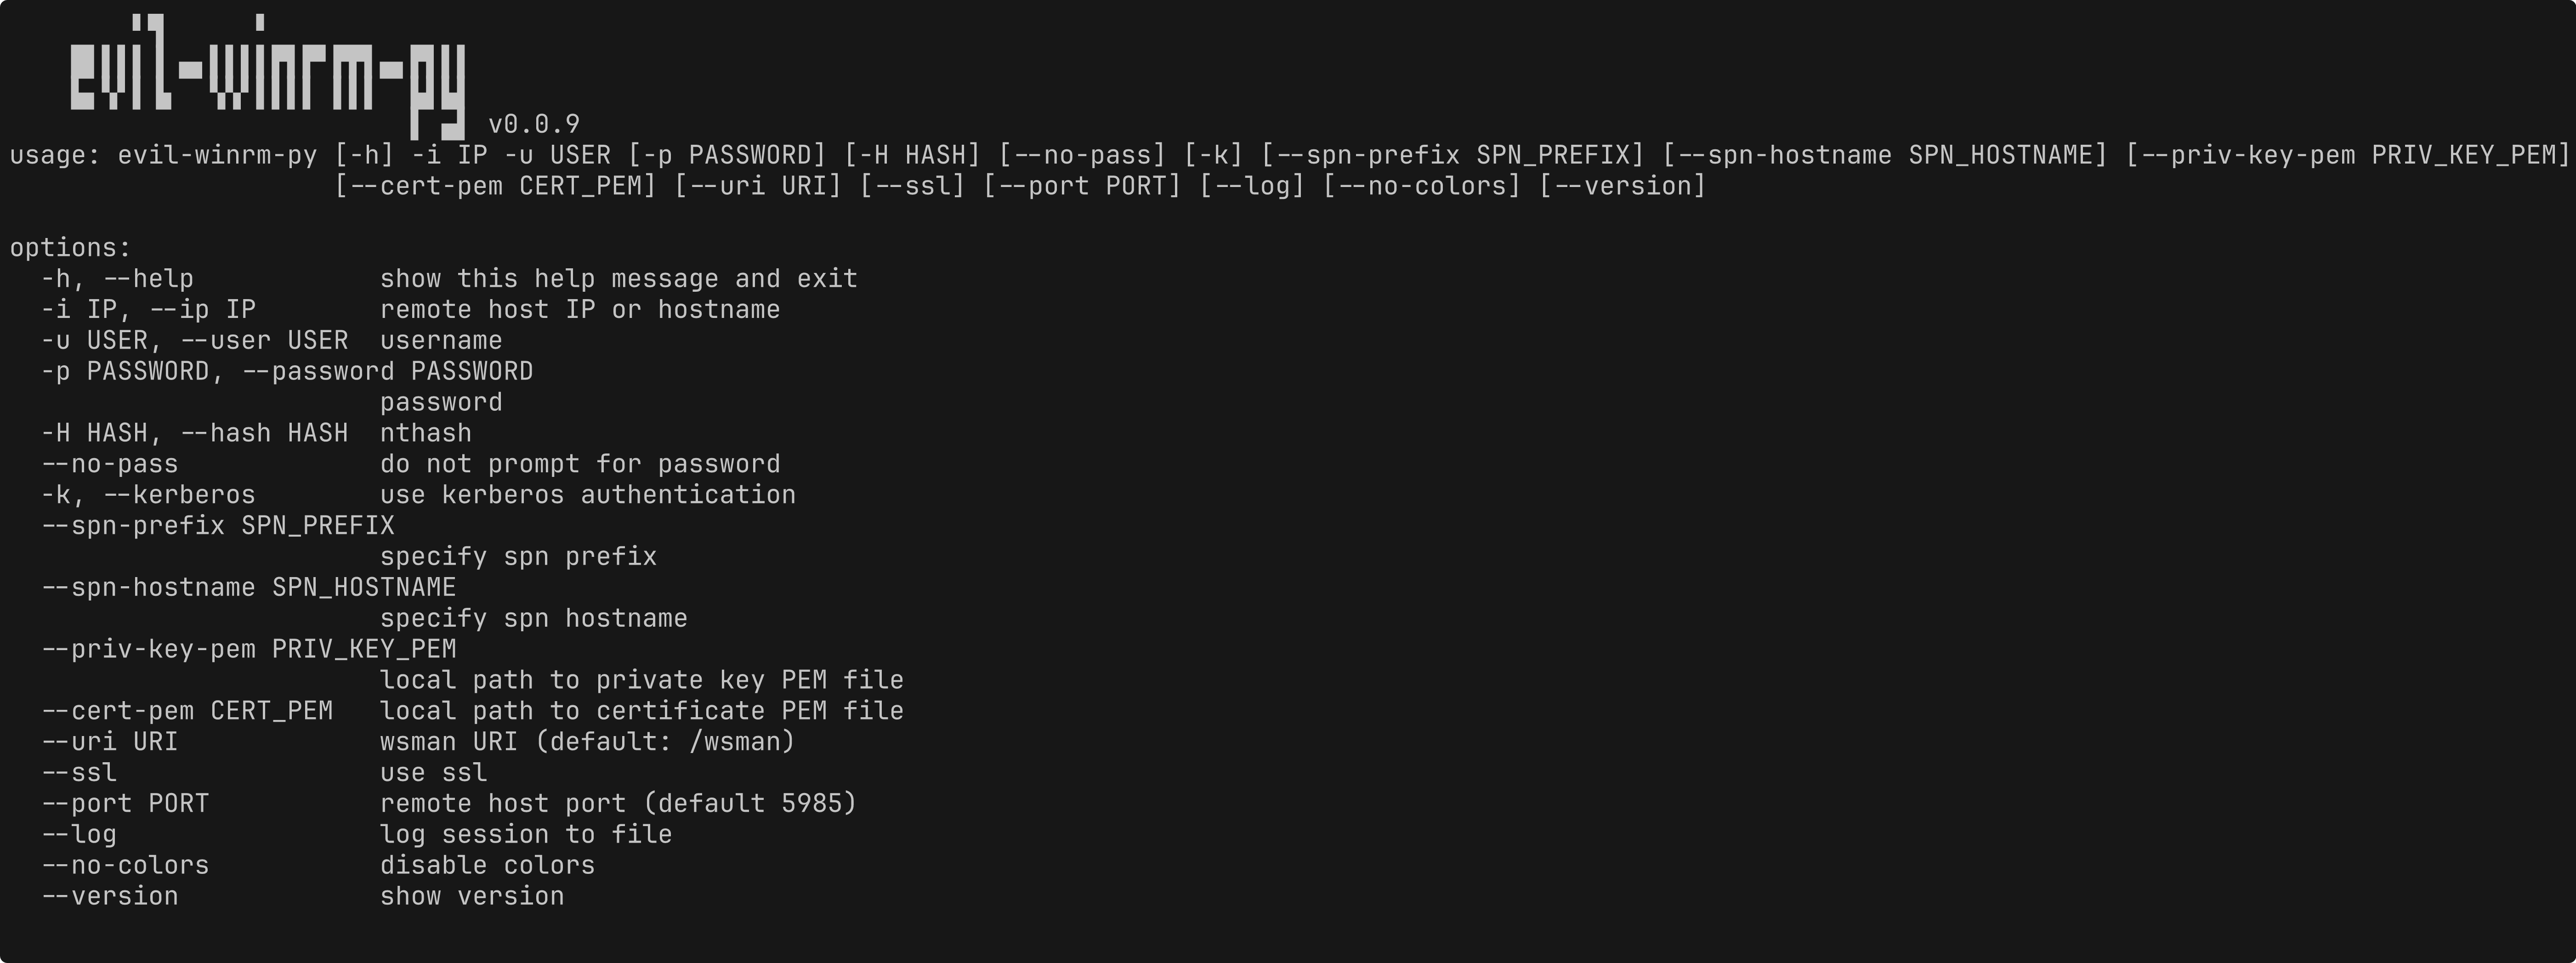 evil-winrm-py v0.0.9
usage: evil-winrm-py [-h] -i IP -u USER [-p PASSWORD] [-H HASH] [--no-pass] [-k] [--spn-prefix SPN_PREFIX] [--spn-hostname SPN_HOSTNAME] [--priv-key-pem PRIV_KEY_PEM]
[--cert-pem CERT_PEM] [--uri URI] [--ssl] [--port PORT] [--log] [--no-colors] [--version]
options:
-h, --help show this help message and exit
-i IP, --ip IP remote host IP or hostname
-u USER, --user USER username
-p PASSWORD, --password PASSWORD
password
-H HASH, --hash HASH nthash
--no-pass do not prompt for password
-k, --kerberos use kerberos authentication
--spn-prefix SPN_PREFIX
specify spn prefix
--spn-hostname SPN_HOSTNAME
specify spn hostname
--priv-key-pem PRIV_KEY_PEM
local path to private key PEM file
--cert-pem CERT_PEM local path to certificate PEM file
--uri URI wsman URI (default: /wsman)
--ssl use ssl
--port PORT remote host port (default 5985)
--log log session to file
--no-colors disable colors
--version show version